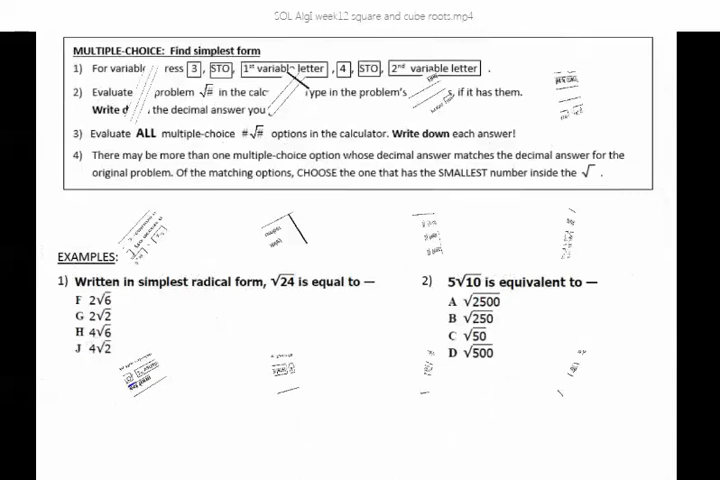 SOL AlgI week12 square and cube roots.mp4
MULTIPLE-CHOICE: Find simplest form
1) For variabl ress 3 , STO, 1st variable letter , 4 , STO, 2nd variable letter .
2) Evaluate problem √# in the calc ype in the problem's if it has them.
Write d , the decimal answer you
3) Evaluate ALL multiple-choice #√# options in the calculator. Write down each answer!
4) There may be more than one multiple-choice option whose decimal answer matches the decimal answer for the
original problem. Of the matching options, CHOOSE the one that has the SMALLEST number inside the √ .
EXAMPLES:
1) Written in simplest radical form, √24 is equal to —
F 2√6
G 2√2
H 4√6
J 4√2
2) 5√10 is equivalent to —
A √2500
B √250
C √50
D √500